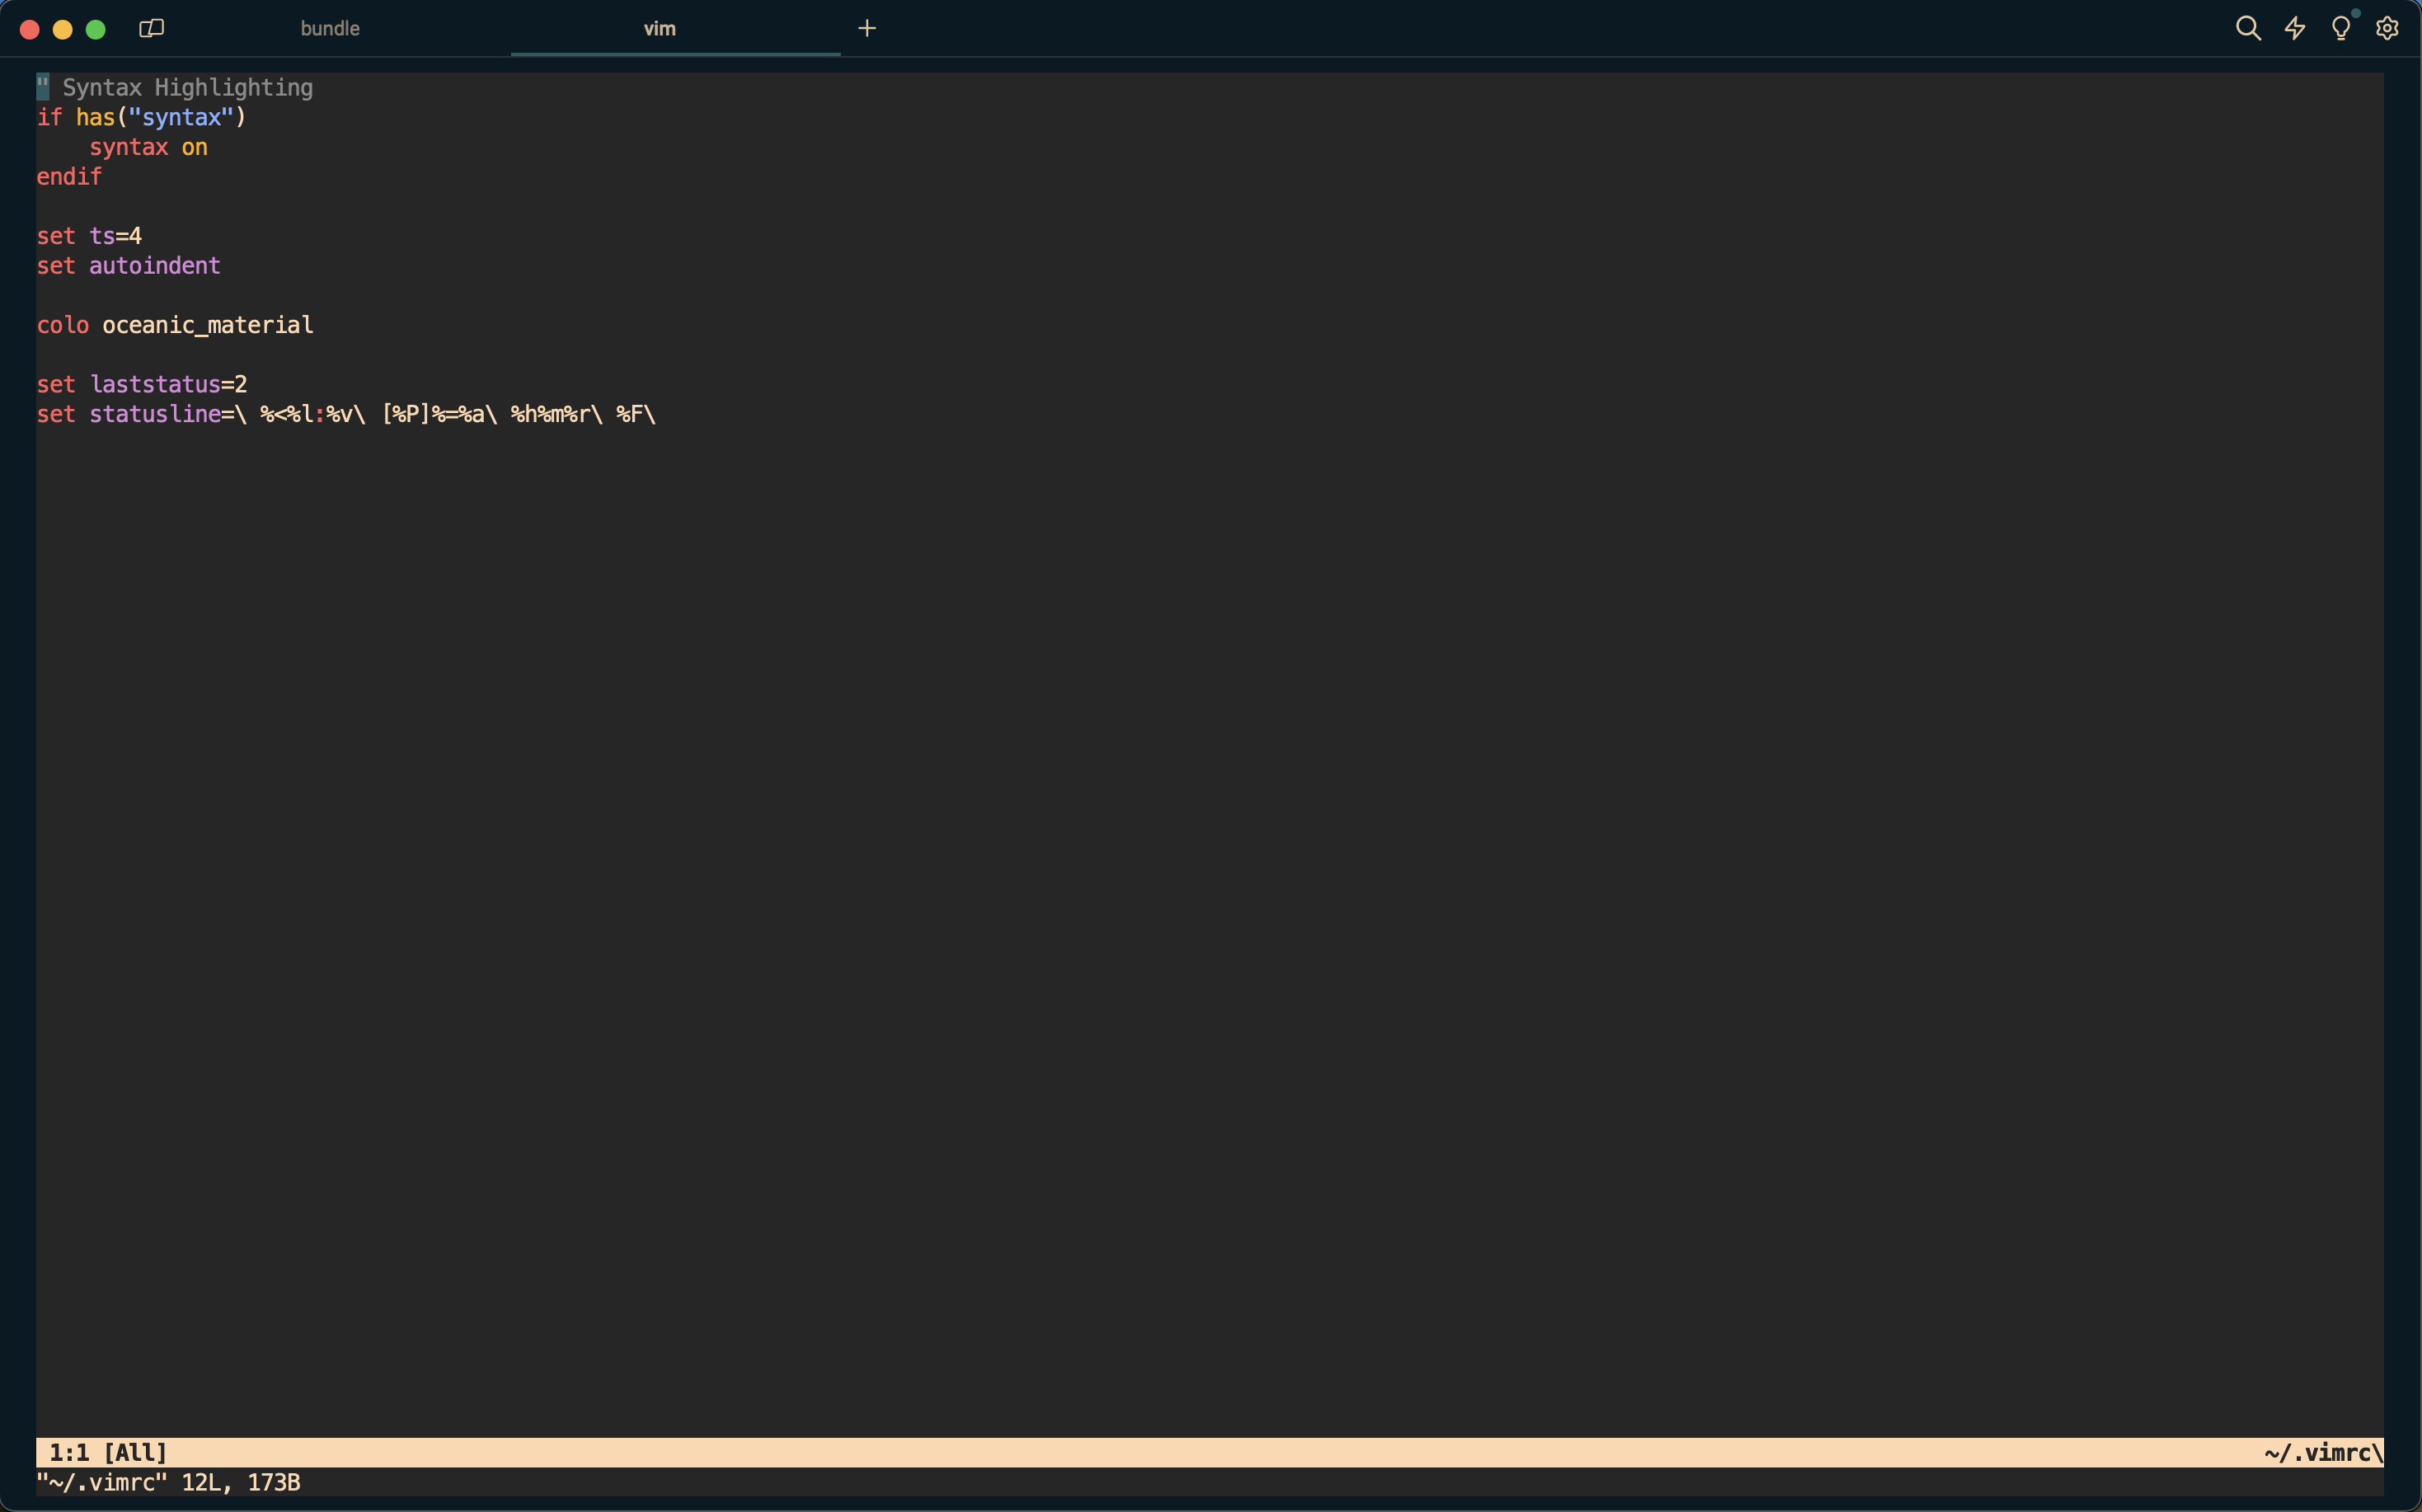 bundle vim +
" Syntax Highlighting
if has("syntax")
    syntax on
endif

set ts=4
set autoindent

colo oceanic_material

set laststatus=2
set statusline=\ %<%l:%v\ [%P]%=%a\ %h%m%r\ %F\
1:1 [All] ~/.vimrc\
"~/.vimrc" 12L, 173B